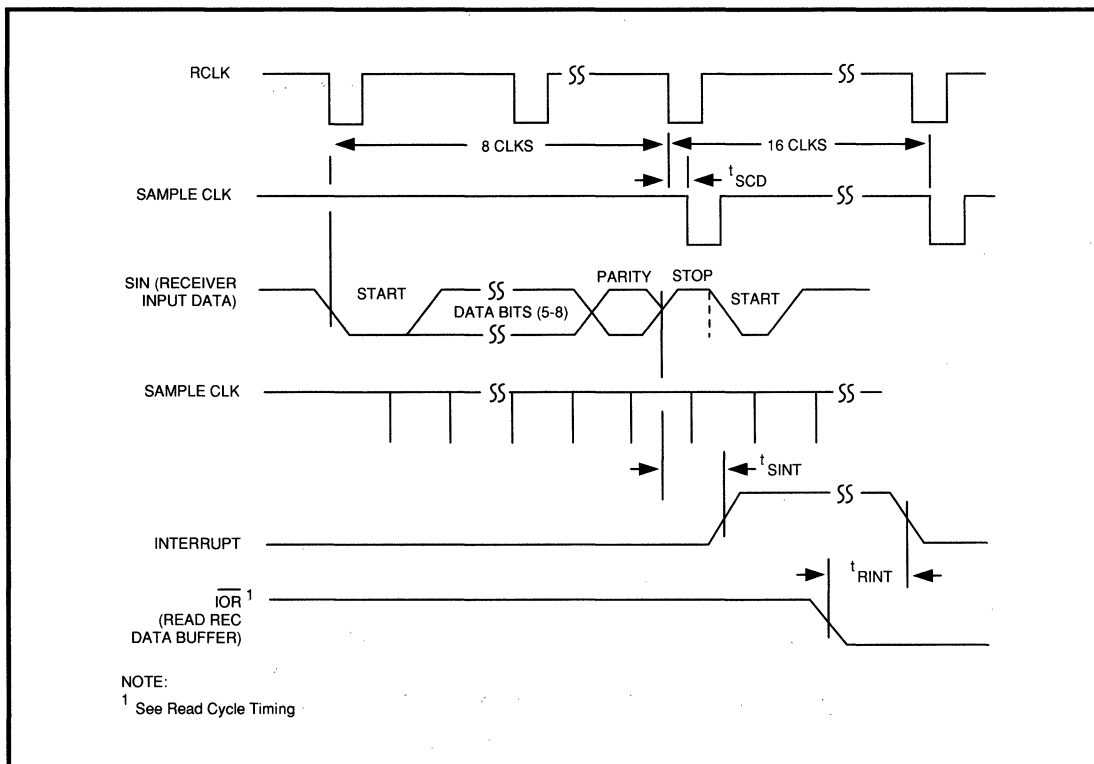 RCLK
8 CLKS
16 CLKS
tSCD
SAMPLE CLK
SIN (RECEIVER
INPUT DATA)
START
DATA BITS (5-8)
PARITY
STOP
START
SAMPLE CLK
tSINT
INTERRUPT
tRINT
IOR 1
(READ REC
DATA BUFFER)
NOTE:
1 See Read Cycle Timing